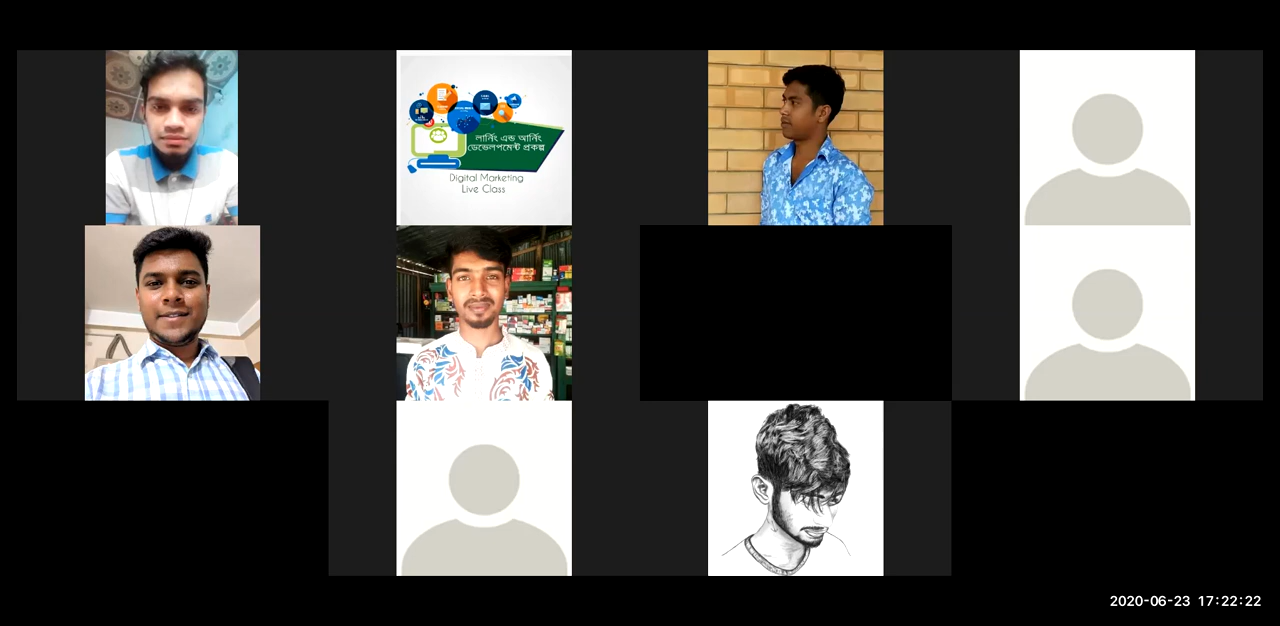 লার্নিং এন্ড আর্নিং
ডেভেলপমেন্ট প্রকল্প
Digital Marketing
Live Class
2020-06-23 17:22:22